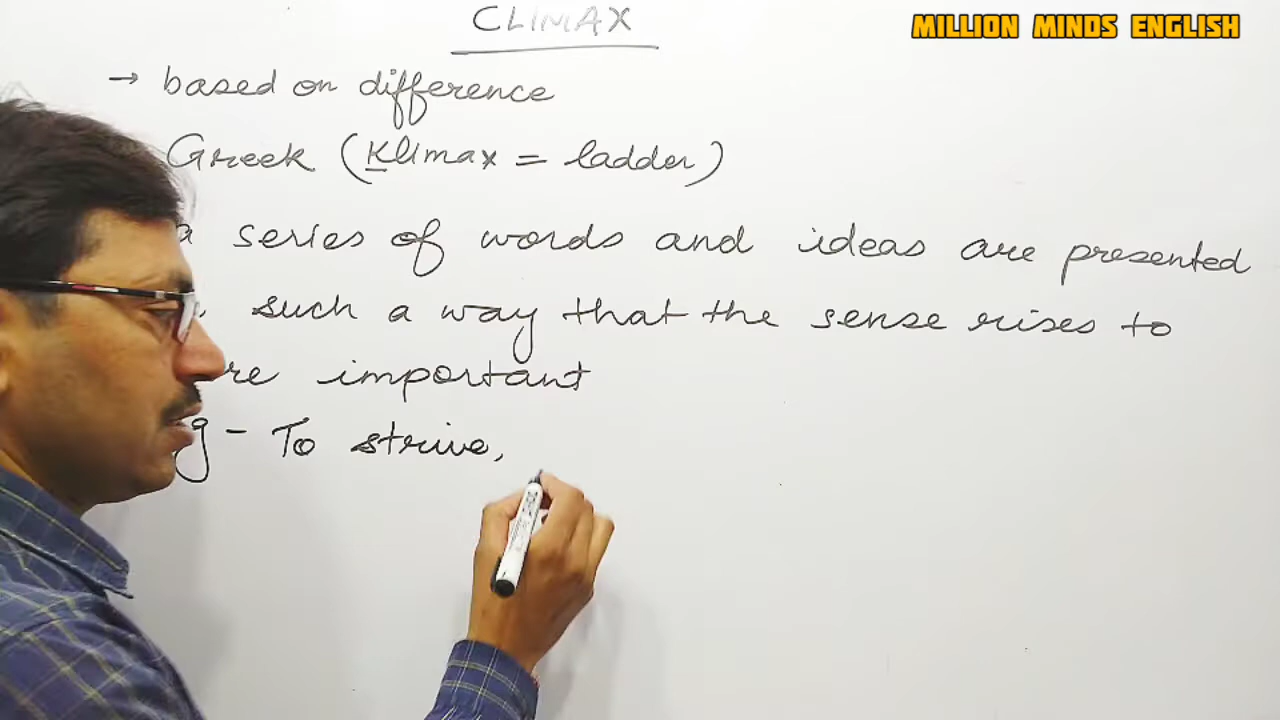 CLIMAX
MILLION MINDS ENGLISH
→ based on difference
Greek (Klimax = ladder)
a series of words and ideas are presented
such a way that the sense rises to
re important
g - To strive,